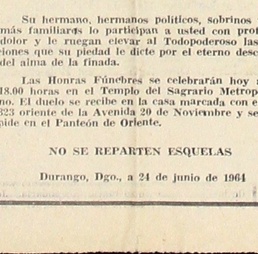 Su hermano, hermanos políticos, sobrinos
más familiares lo participan a usted con prof
dolor y le ruegan elevar al Todopoderoso las
ciones que su piedad le dicte por el eterno desc
del alma de la finada.
Las Honras Fúnebres se celebrarán hoy
18.00 horas en el Templo del Sagrario Metrop
no. El duelo se recibe en la casa marcada con e
823 oriente de la Avenida 20 de Noviembre y se
pide en el Panteón de Oriente.
NO SE REPARTEN ESQUELAS
Durango, Dgo., a 24 de junio de 1964